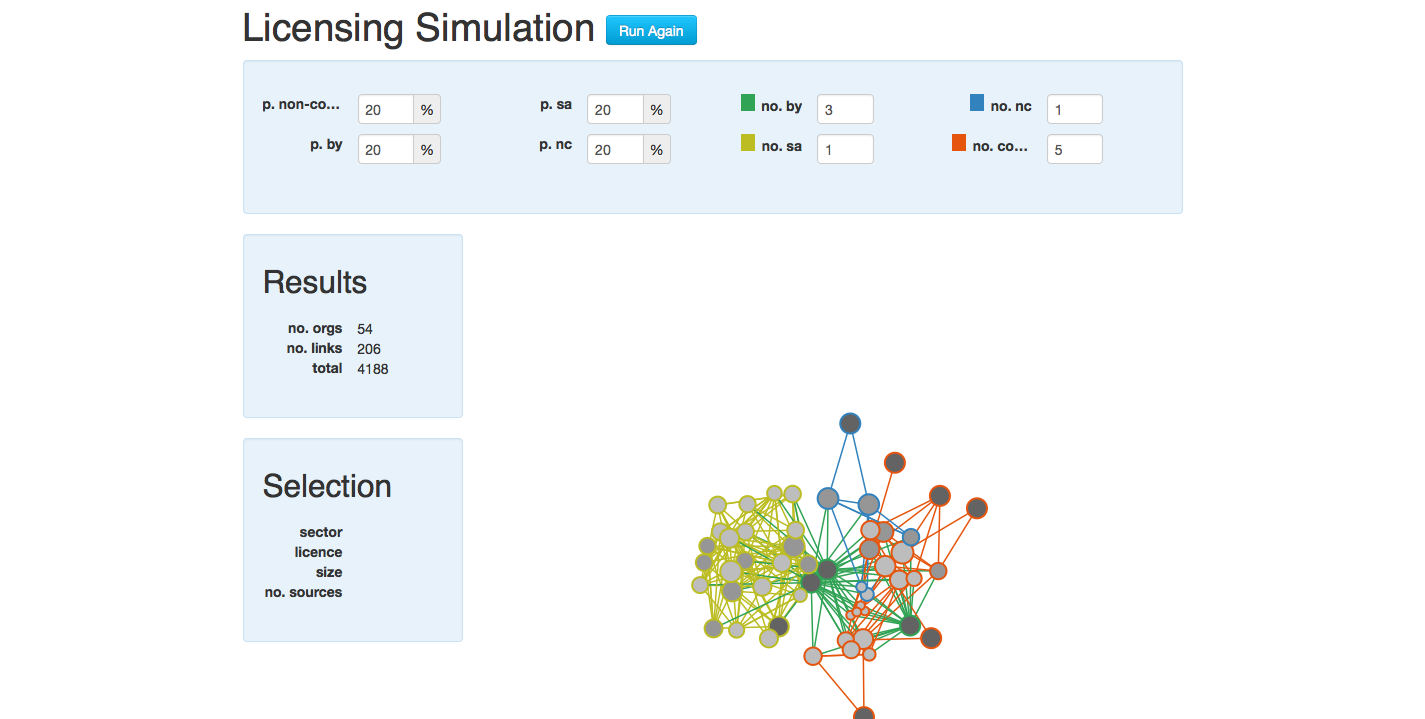 Licensing Simulation Run Again
p. non-co... 20 % p. sa 20 % no. by 3 no. nc 1
p. by 20 % p. nc 20 % no. sa 1 no. co... 5
Results
no. orgs 54
no. links 206
total 4188
Selection
sector
licence
size
no. sources